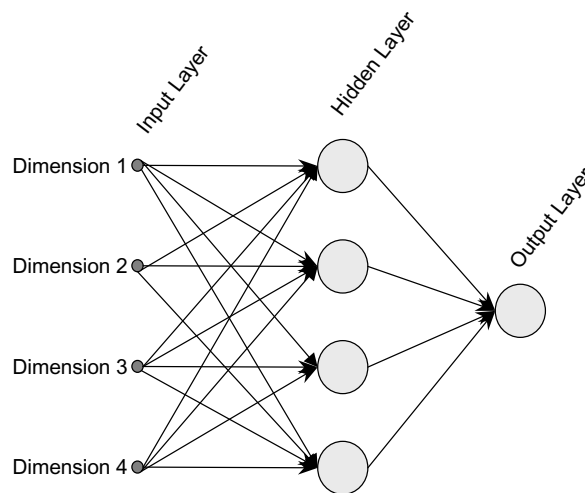 Input Layer
Hidden Layer
Output Layer
Dimension 1
Dimension 2
Dimension 3
Dimension 4